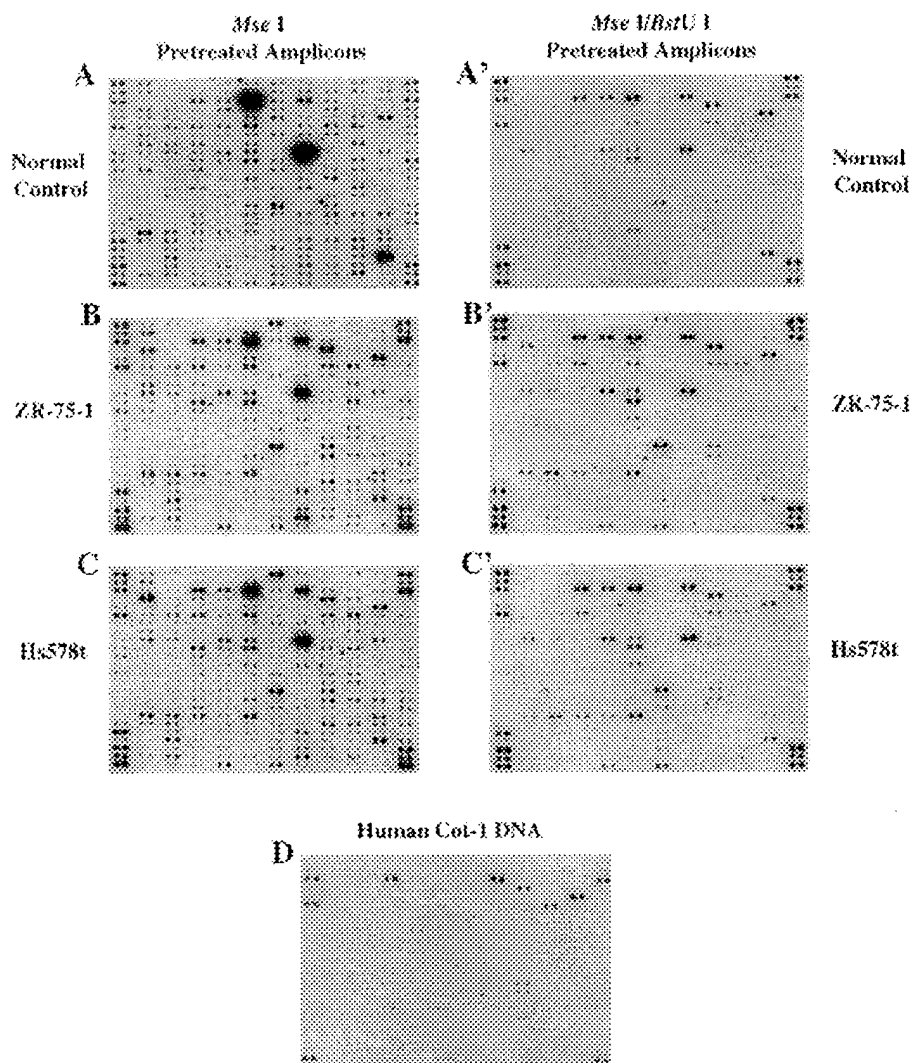 Mse I
Pretreated Amplicons
Mse I/BstU I
Pretreated Amplicons
A
A'
Normal
Control
Normal
Control
B
B'
ZR-75-1
ZR-75-1
C
C'
Hs578t
Hs578t
Human Cot-1 DNA
D